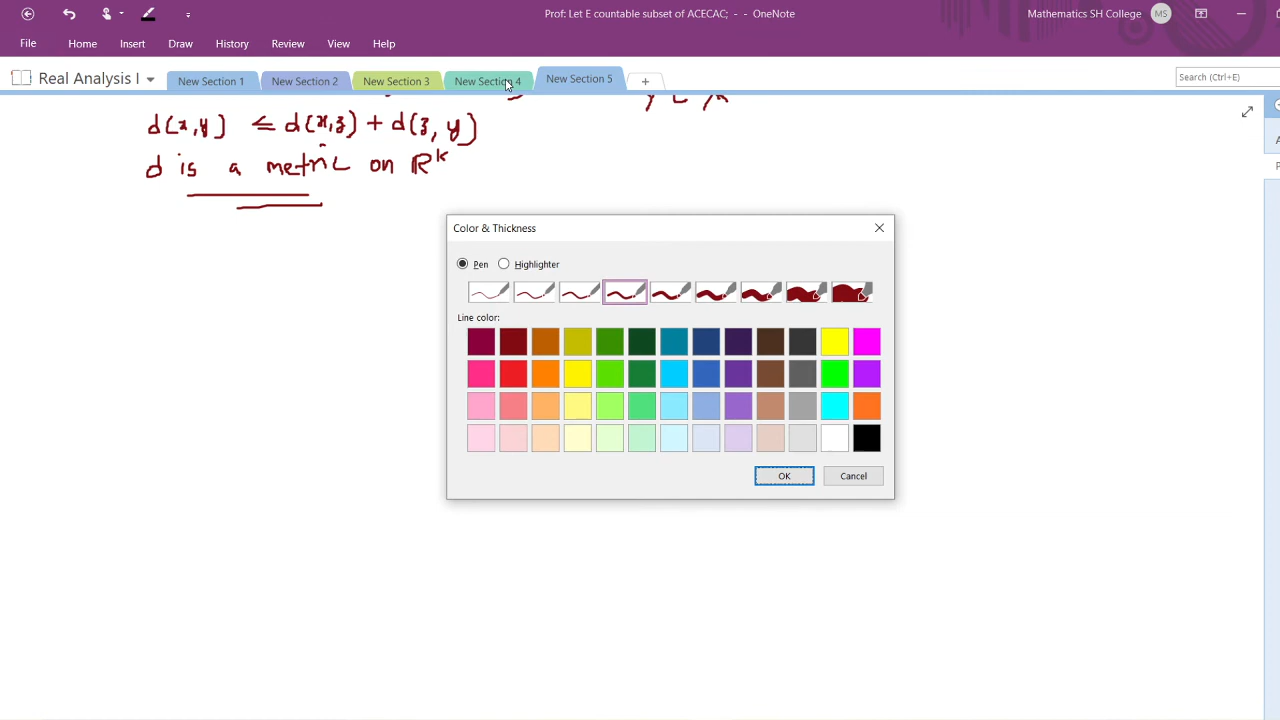 Prof: Let E countable subset of ACECAC; - - OneNote
Mathematics SH College
MS
File Home Insert Draw History Review View Help
Real Analysis I
New Section 1 New Section 2 New Section 3 New Section 4 New Section 5 +
Search (Ctrl+E)
d(x,y) ≤ d(x,z) + d(z,y)
d is a metric on ℝᵏ
Color & Thickness
Pen Highlighter
Line color:
OK Cancel